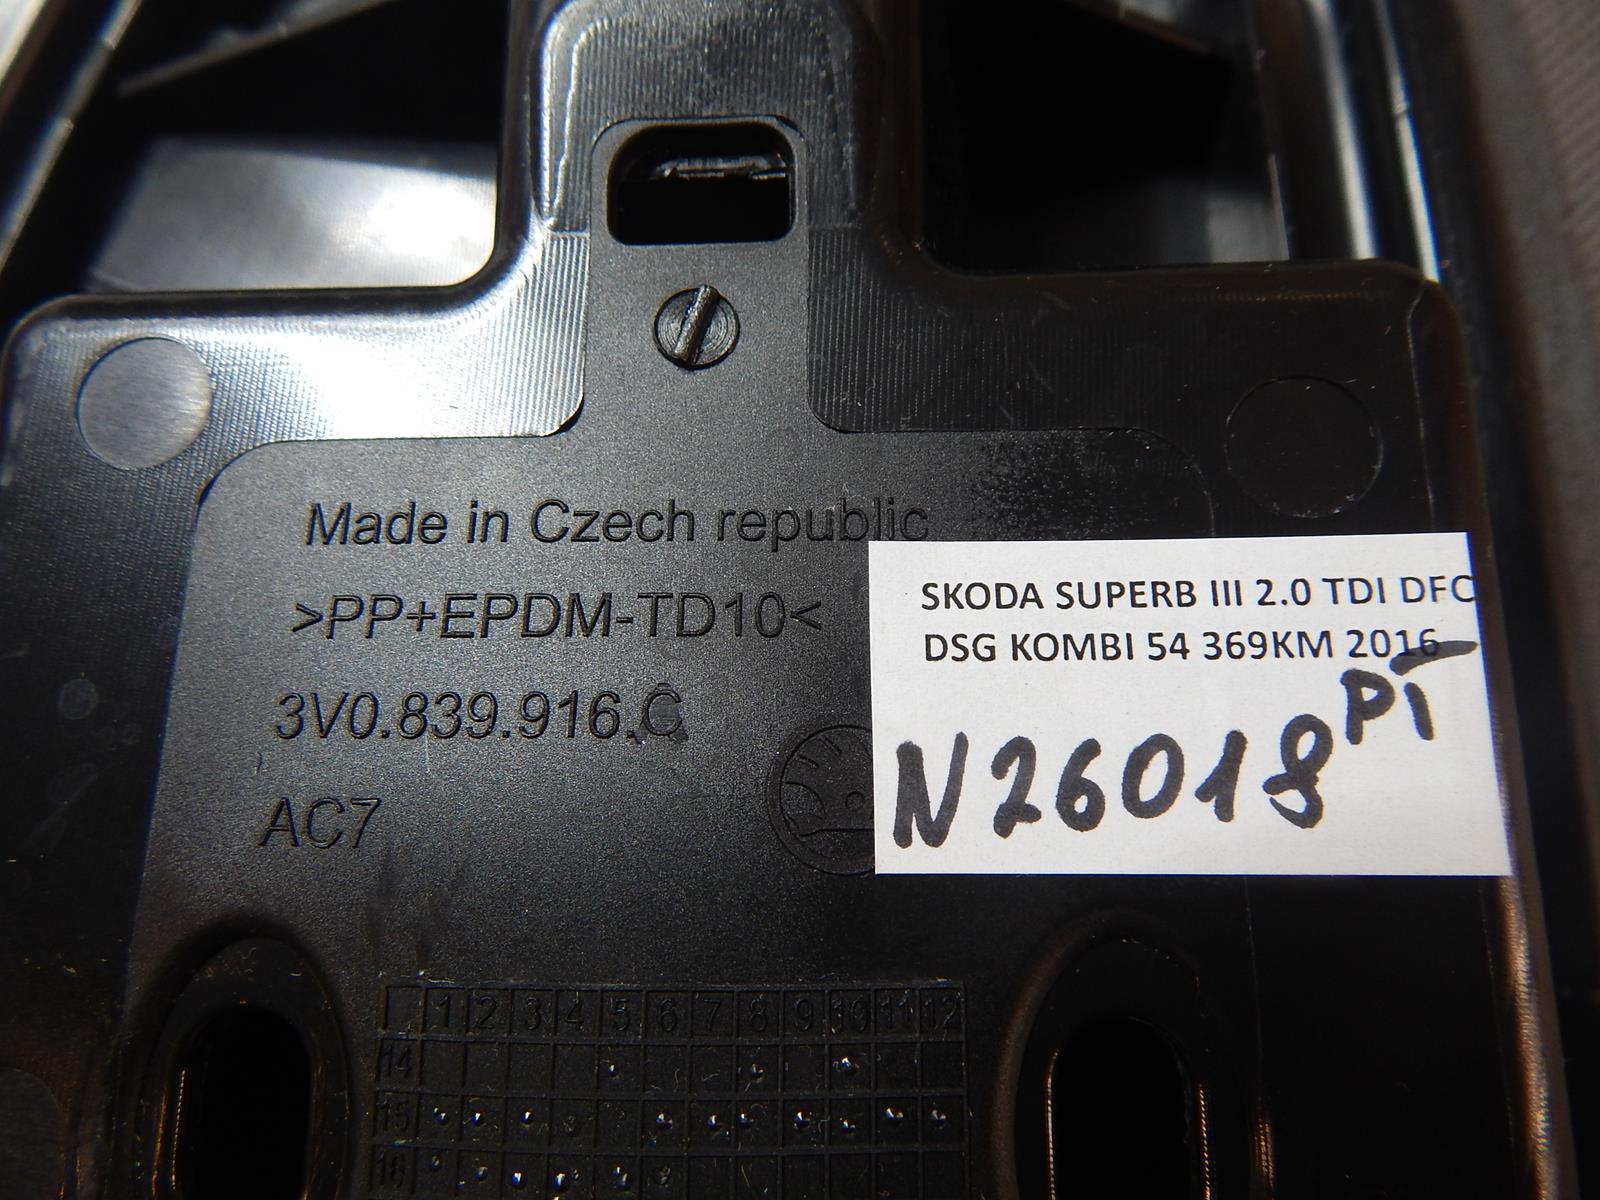 Made in Czech republic
>PP+EPDM-TD10<
3V0.839.916.C
AC7
SKODA SUPERB III 2.0 TDI DFC
DSG KOMBI 54 369KM 2016
PT
N26018
1 2 3 4 5 6 7 8 9 10 11 12
14
15
16